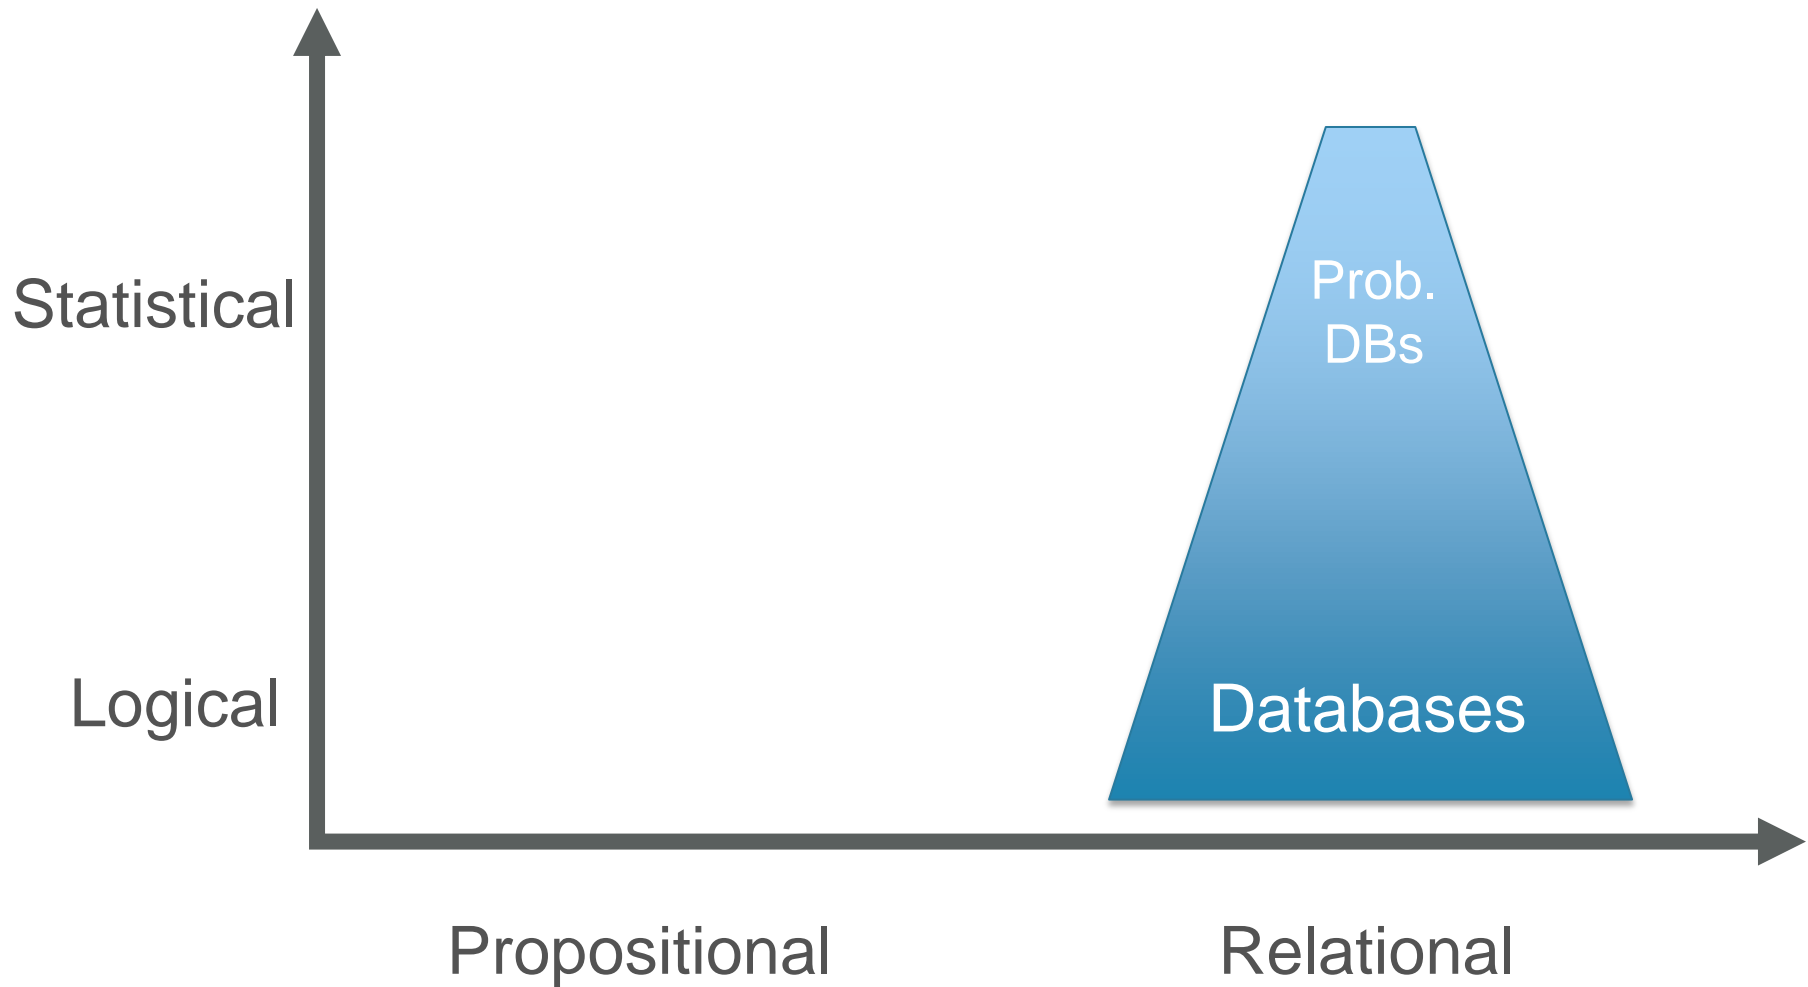 Statistical
Prob.
DBs
Logical
Databases
Propositional
Relational